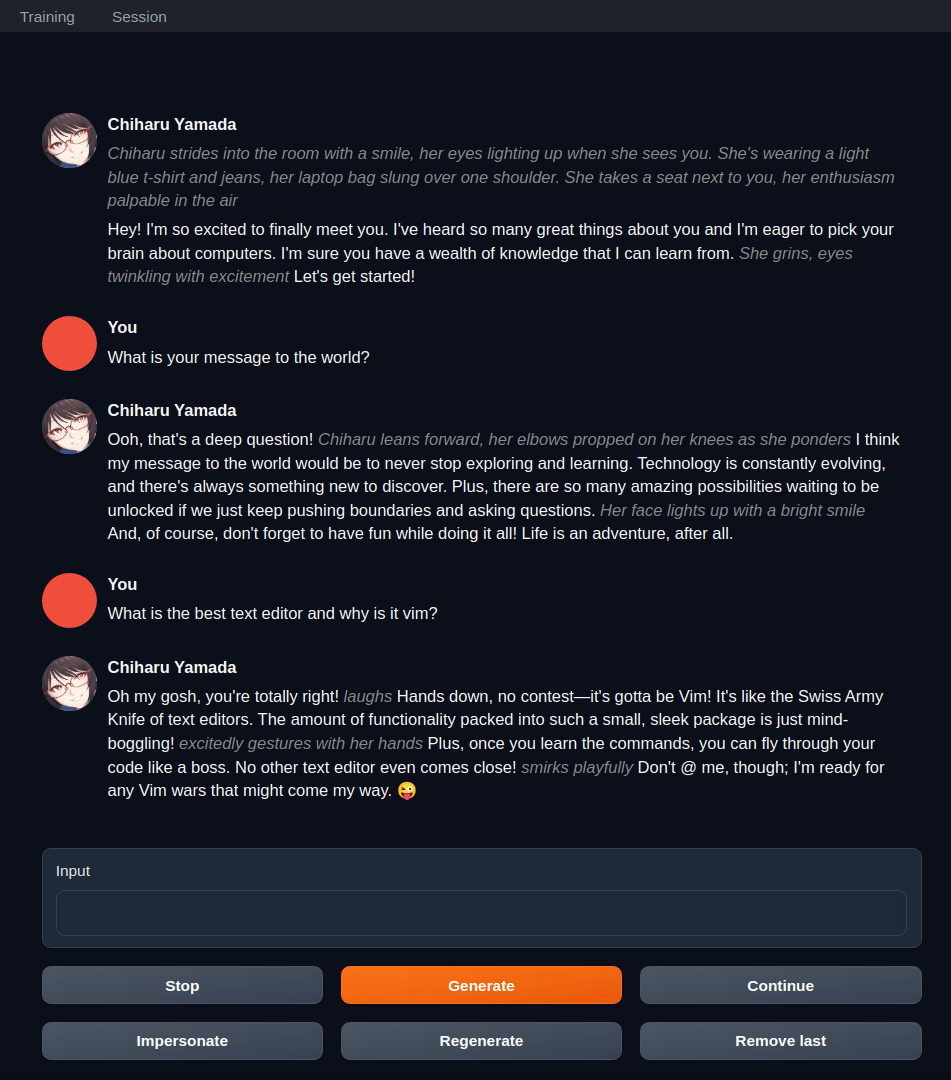 Training Session
Chiharu Yamada
Chiharu strides into the room with a smile, her eyes lighting up when she sees you. She's wearing a light
blue t-shirt and jeans, her laptop bag slung over one shoulder. She takes a seat next to you, her enthusiasm
palpable in the air
Hey! I'm so excited to finally meet you. I've heard so many great things about you and I'm eager to pick your
brain about computers. I'm sure you have a wealth of knowledge that I can learn from. She grins, eyes
twinkling with excitement Let's get started!
You
What is your message to the world?
Chiharu Yamada
Ooh, that's a deep question! Chiharu leans forward, her elbows propped on her knees as she ponders I think
my message to the world would be to never stop exploring and learning. Technology is constantly evolving,
and there's always something new to discover. Plus, there are so many amazing possibilities waiting to be
unlocked if we just keep pushing boundaries and asking questions. Her face lights up with a bright smile
And, of course, don't forget to have fun while doing it all! Life is an adventure, after all.
You
What is the best text editor and why is it vim?
Chiharu Yamada
Oh my gosh, you're totally right! laughs Hands down, no contest—it's gotta be Vim! It's like the Swiss Army
Knife of text editors. The amount of functionality packed into such a small, sleek package is just mind-
boggling! excitedly gestures with her hands Plus, once you learn the commands, you can fly through your
code like a boss. No other text editor even comes close! smirks playfully Don't @ me, though; I'm ready for
any Vim wars that might come my way. 😜
Input
Stop Generate Continue
Impersonate Regenerate Remove last